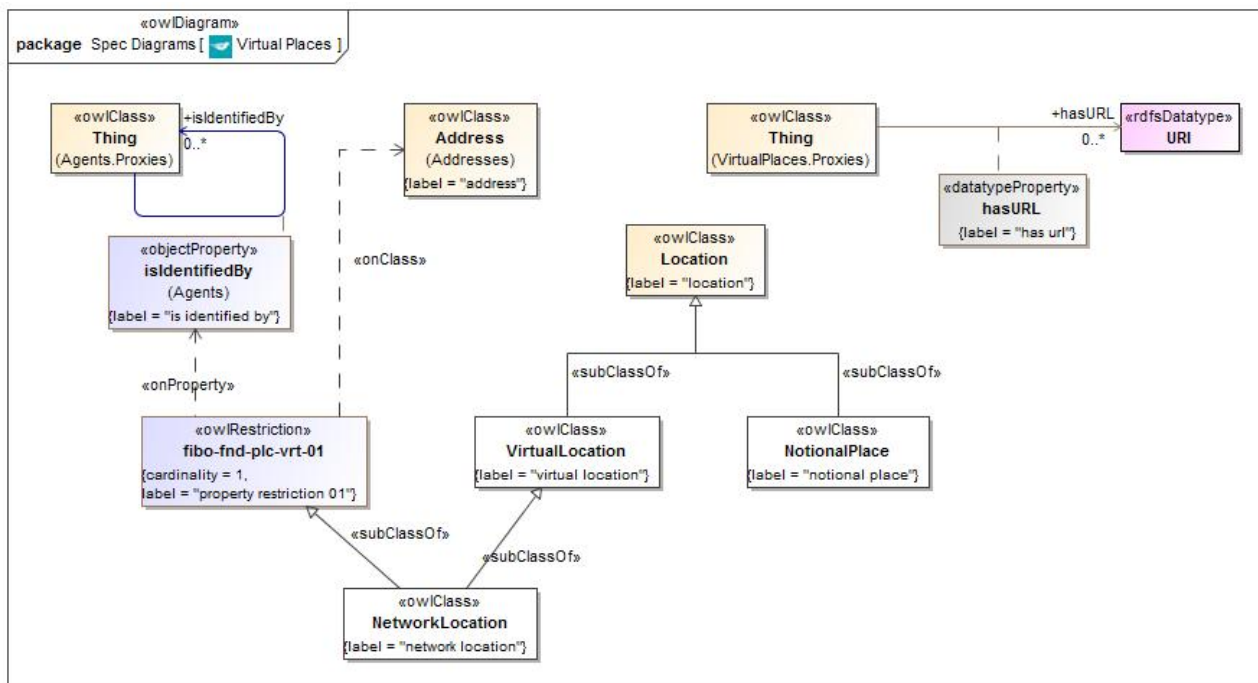 «owlDiagram»
package Spec Diagrams [ Virtual Places ]
«owlClass»
Thing
(Agents.Proxies)
+isIdentifiedBy
0..*
«owlClass»
Address
(Addresses)
{label = "address"}
«owlClass»
Thing
(VirtualPlaces.Proxies)
+hasURL
0..*
«rdfsDatatype»
URI
«datatypeProperty»
hasURL
{label = "has url"}
«objectProperty»
isIdentifiedBy
(Agents)
{label = "is identified by"}
«onClass»
«owlClass»
Location
{label = "location"}
«onProperty»
«subClassOf»
«subClassOf»
«owlRestriction»
fibo-fnd-plc-vrt-01
{cardinality = 1,
label = "property restriction 01"}
«owlClass»
VirtualLocation
{label = "virtual location"}
«owlClass»
NotionalPlace
{label = "notional place"}
«subClassOf»
«subClassOf»
«owlClass»
NetworkLocation
{label = "network location"}